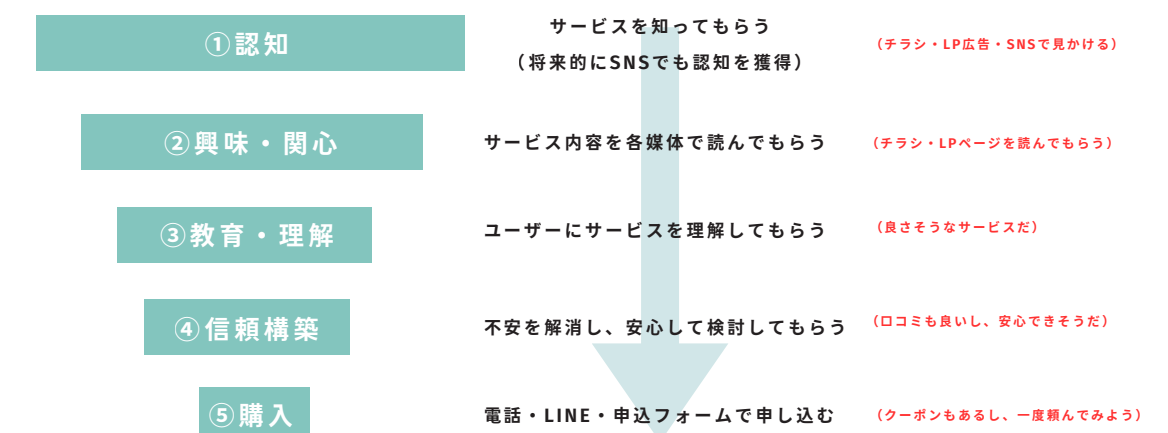 ①認知
サービスを知ってもらう
（将来的にSNSでも認知を獲得）
（チラシ・LP広告・SNSで見かける）
②興味・関心
サービス内容を各媒体で読んでもらう
（チラシ・LPページを読んでもらう）
③教育・理解
ユーザーにサービスを理解してもらう
（良さそうなサービスだ）
④信頼構築
不安を解消し、安心して検討してもらう
（口コミも良いし、安心できそうだ）
⑤購入
電話・LINE・申込フォームで申し込む
（クーポンもあるし、一度頼んでみよう）